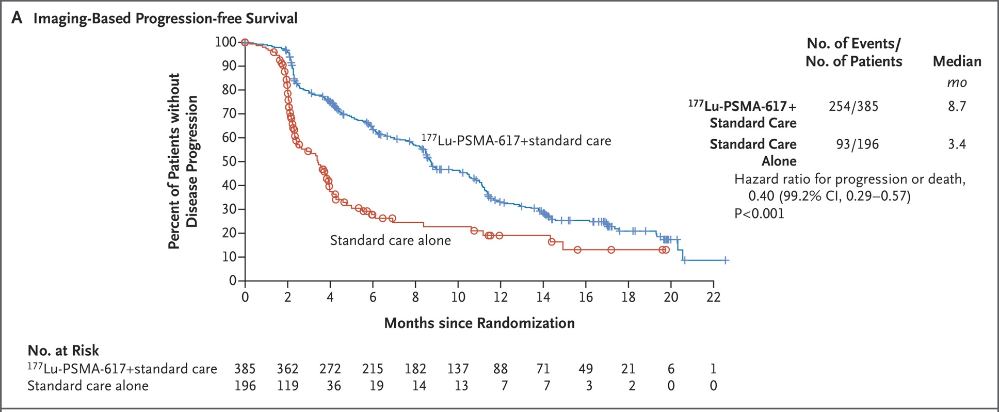 A Imaging-Based Progression-free Survival
Percent of Patients without
Disease Progression
100
90
80
70
60
50
40
30
20
10
0
0 2 4 6 8 10 12 14 16 18 20 22
Months since Randomization
¹⁷⁷Lu-PSMA-617+standard care
Standard care alone
No. of Events/
No. of Patients Median
mo
¹⁷⁷Lu-PSMA-617+ 254/385 8.7
Standard Care
Standard Care 93/196 3.4
Alone
Hazard ratio for progression or death,
0.40 (99.2% CI, 0.29–0.57)
P<0.001
No. at Risk
¹⁷⁷Lu-PSMA-617+standard care 385 362 272 215 182 137 88 71 49 21 6 1
Standard care alone 196 119 36 19 14 13 7 7 3 2 0 0